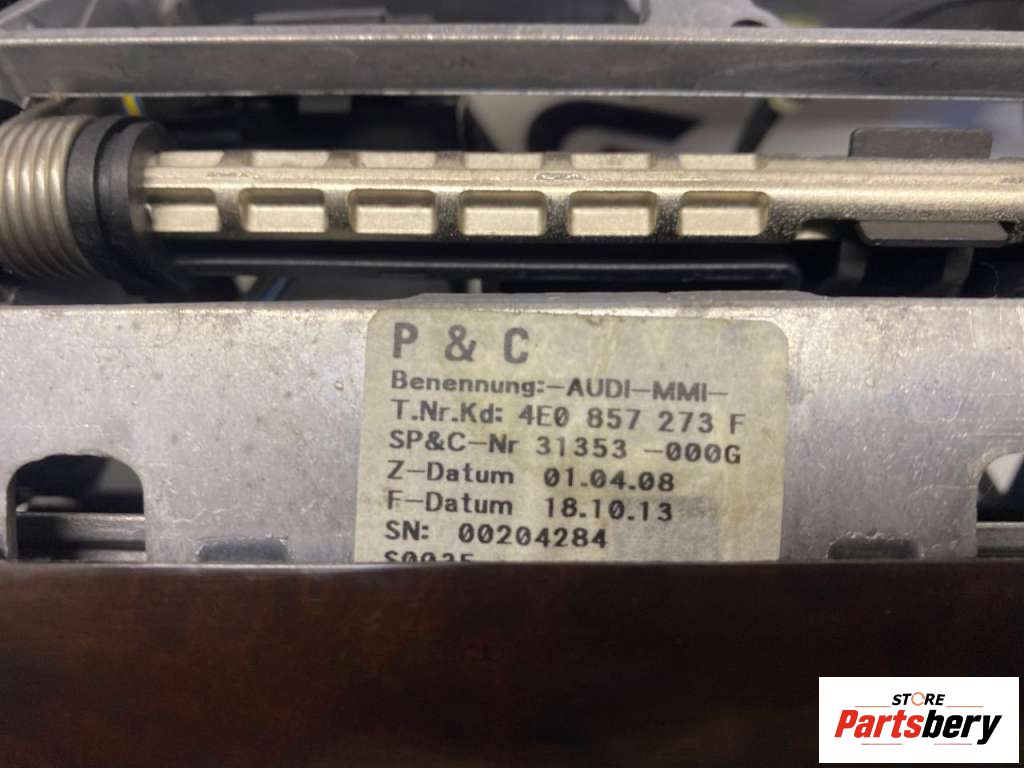 P & C
Benennung:-AUDI-MMI-
T.Nr.Kd: 4E0 857 273 F
SP&C-Nr 31353 -000G
Z-Datum 01.04.08
F-Datum 18.10.13
SN: 00204284
S0035
STORE
Partsbery